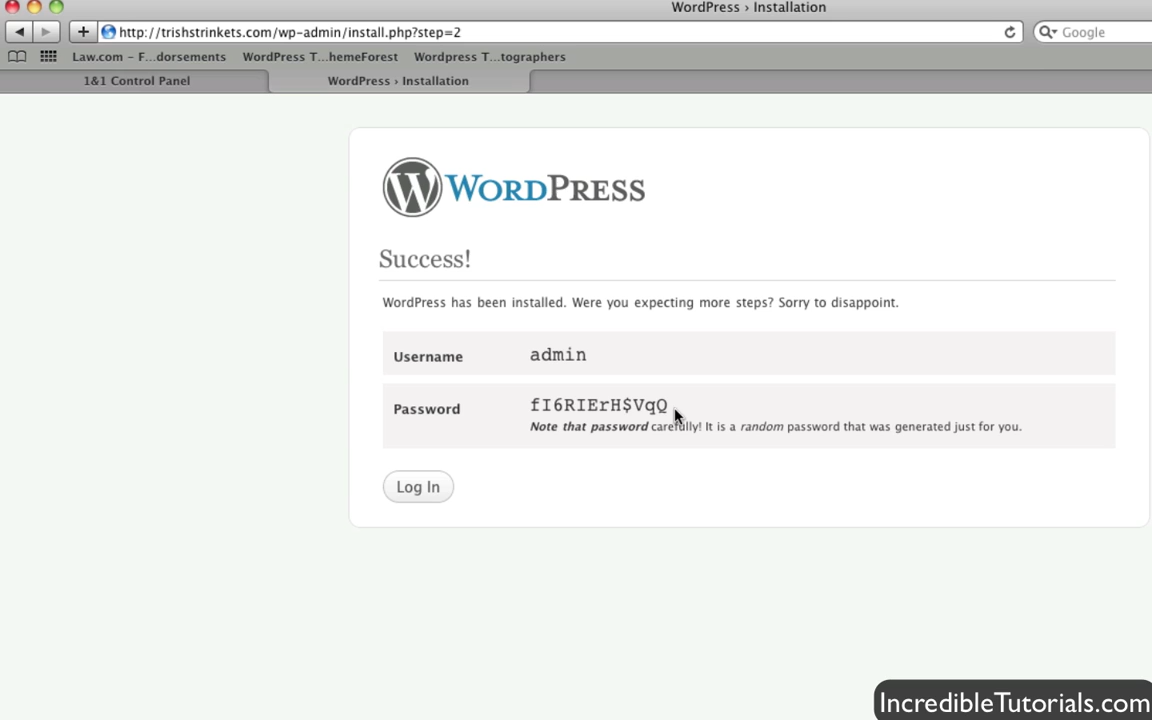 WordPress › Installation
http://trishstrinkets.com/wp-admin/install.php?step=2
Google
Law.com – F...dorsements WordPress T...hemeForest Wordpress T...tographers
1&1 Control Panel WordPress › Installation
WORDPRESS
Success!
WordPress has been installed. Were you expecting more steps? Sorry to disappoint.
Username admin
Password fI6RIErH$VqQ
Note that password carefully! It is a random password that was generated just for you.
Log In
IncredibleTutorials.com